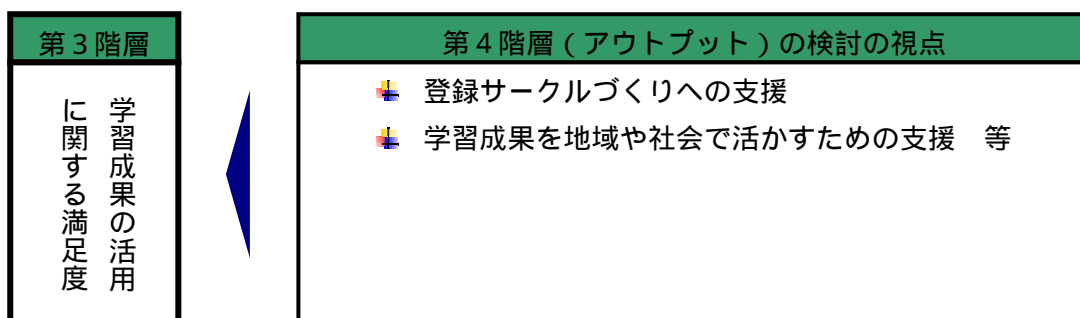 第３階層
学習成果の活用
に関する満足度
第４階層（アウトプット）の検討の視点
登録サークルづくりへの支援
学習成果を地域や社会で活かすための支援　等